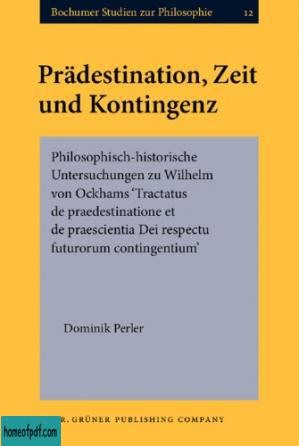 Bochumer Studien zur Philosophie 12
Prädestination, Zeit
und Kontingenz
Philosophisch-historische
Untersuchungen zu Wilhelm
von Ockhams ‘Tractatus
de praedestinatione et
de praescientia Dei respectu
futurorum contingentium’
Dominik Perler
R. GRÜNER PUBLISHING COMPANY
homeofpdf.com